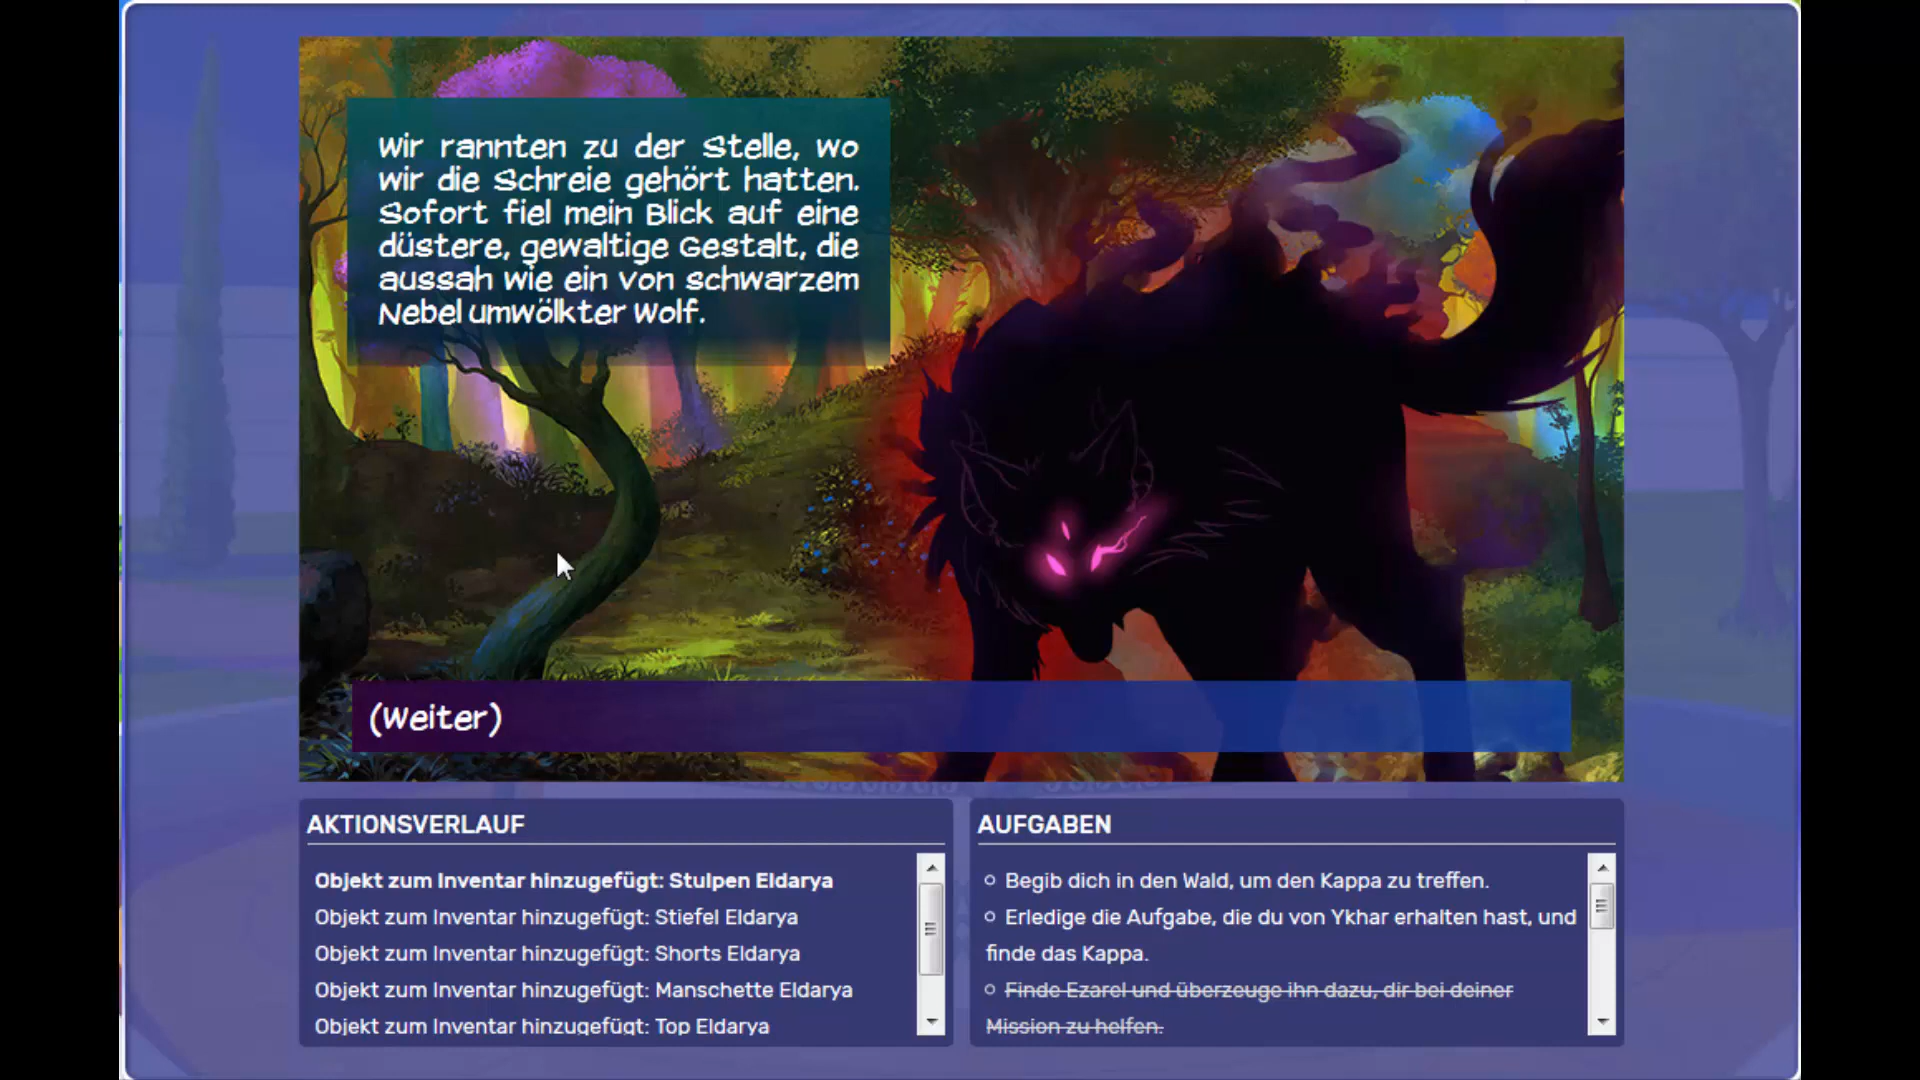 Wir rannten zu der Stelle, wo
wir die Schreie gehört hatten.
Sofort fiel mein Blick auf eine
düstere, gewaltige Gestalt, die
aussah wie ein von schwarzem
Nebel umwölkter Wolf.
(Weiter)
AKTIONSVERLAUF
Objekt zum Inventar hinzugefügt: Stulpen Eldarya
Objekt zum Inventar hinzugefügt: Stiefel Eldarya
Objekt zum Inventar hinzugefügt: Shorts Eldarya
Objekt zum Inventar hinzugefügt: Manschette Eldarya
Objekt zum Inventar hinzugefügt: Top Eldarya
AUFGABEN
Begib dich in den Wald, um den Kappa zu treffen.
Erledige die Aufgabe, die du von Ykhar erhalten hast, und
finde das Kappa.
Finde Ezarel und überzeuge ihn dazu, dir bei deiner
Mission zu helfen.